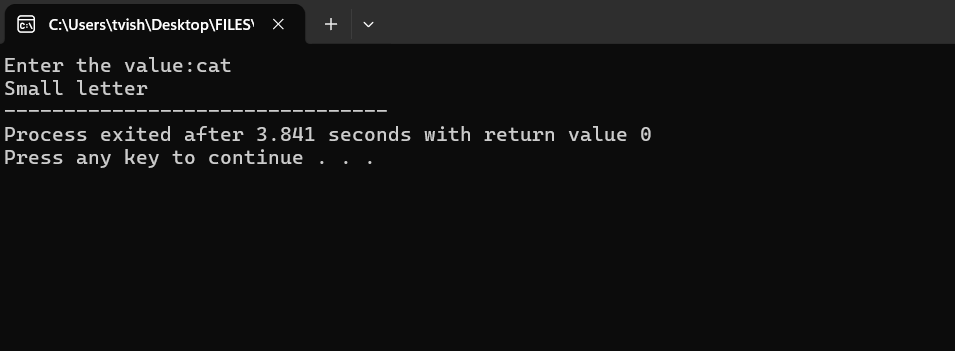 C:\Users\tvish\Desktop\FILES\
Enter the value:cat
Small letter
--------------------------------
Process exited after 3.841 seconds with return value 0
Press any key to continue . . .